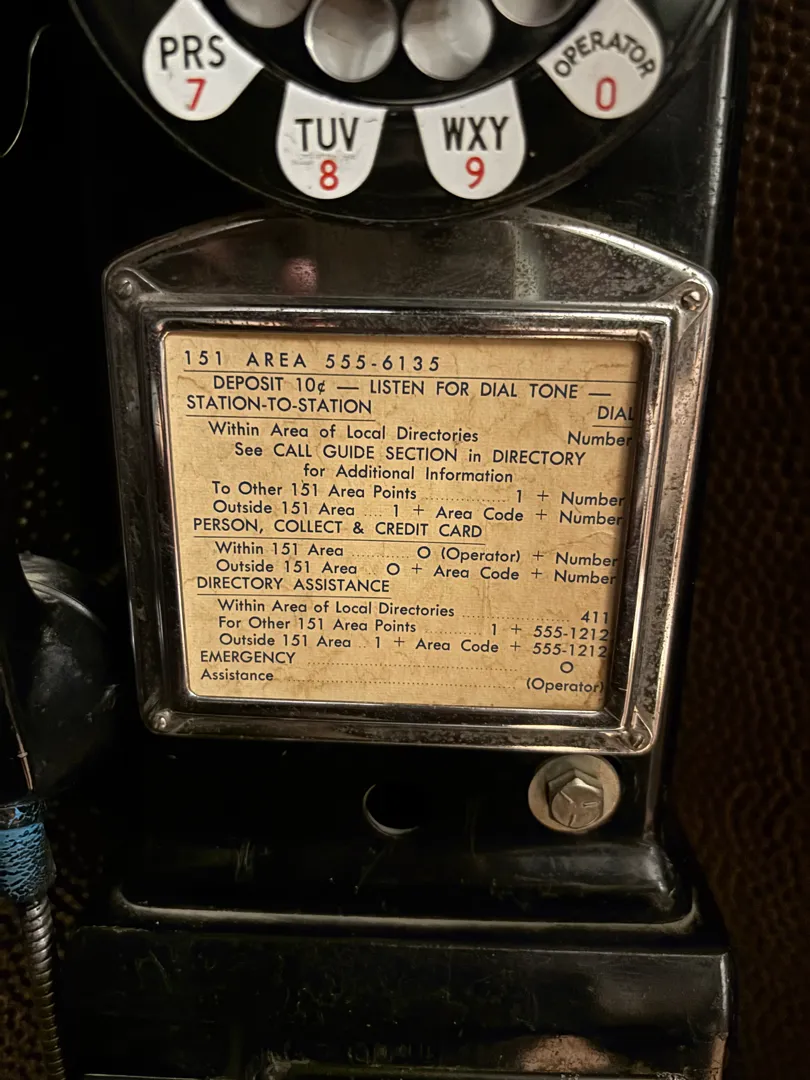 PRS
7
TUV
8
WXY
9
OPERATOR
0
151 AREA 555-6135
DEPOSIT 10¢ — LISTEN FOR DIAL TONE —
STATION-TO-STATION DIAL
Within Area of Local Directories Number
See CALL GUIDE SECTION in DIRECTORY
for Additional Information
To Other 151 Area Points .......... 1 + Number
Outside 151 Area .... 1 + Area Code + Number
PERSON, COLLECT & CREDIT CARD
Within 151 Area .......... O (Operator) + Number
Outside 151 Area .. O + Area Code + Number
DIRECTORY ASSISTANCE
Within Area of Local Directories .......... 411
For Other 151 Area Points .......... 1 + 555-1212
Outside 151 Area .. 1 + Area Code + 555-1212
EMERGENCY .......... O
Assistance .......... (Operator)